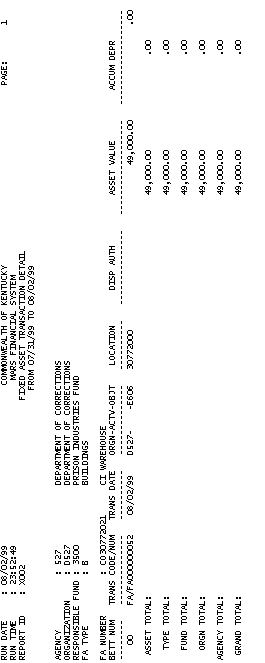 RUN DATE : 08/02/99 COMMONWEALTH OF KENTUCKY PAGE: 1
RUN TIME : 23:52:49 MARS FINANCIAL SYSTEM
REPORT ID : X002 FIXED ASSET TRANSACTION DETAIL
FROM 07/31/99 TO 08/02/99
AGENCY : 527 DEPARTMENT OF CORRECTIONS
ORGANIZATION : D527 DEPARTMENT OF CORRECTIONS
RESPONSIBLE FUND : 3500 PRISON INDUSTRIES FUND
FA TYPE : B BUILDINGS
FA NUMBER : C030772021 CI WAREHOUSE
BETT NUM TRANS CODE/NUM TRANS DATE ORGN-ACTV-OBJT LOCATION DISP AUTH ASSET VALUE ACCUM DEPR
00 FA/FA000000052 08/02/99 D527- -E606 30772000 49,000.00 .00
ASSET TOTAL: 49,000.00 .00
TYPE TOTAL: 49,000.00 .00
FUND TOTAL: 49,000.00 .00
ORGN TOTAL: 49,000.00 .00
AGENCY TOTAL: 49,000.00 .00
GRAND TOTAL: 49,000.00 .00